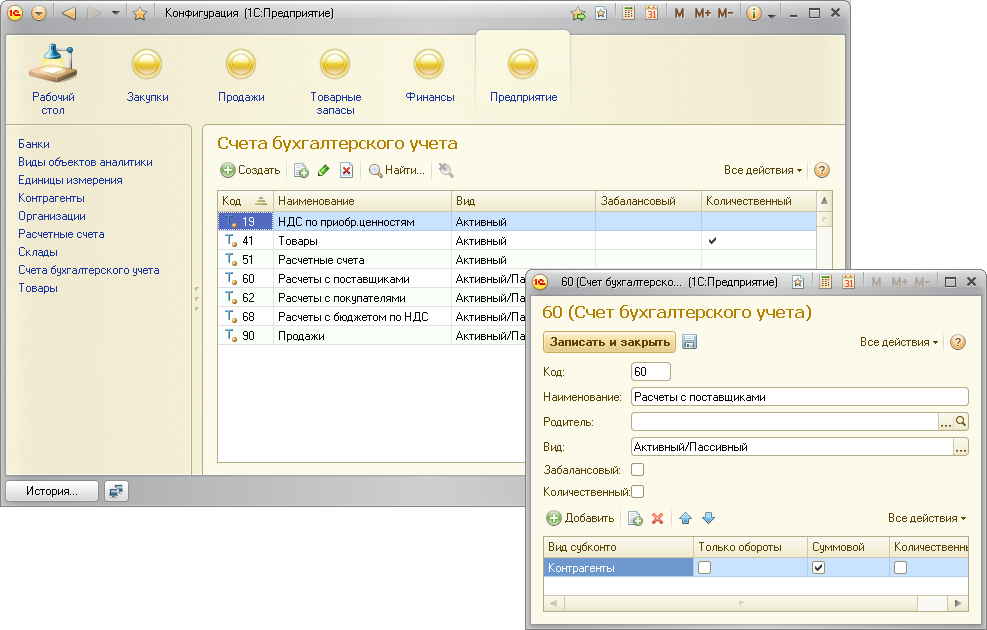 Конфигурация (1С:Предприятие)
M M+ M-
Рабочий стол
Закупки
Продажи
Товарные запасы
Финансы
Предприятие
Банки
Виды объектов аналитики
Единицы измерения
Контрагенты
Организации
Расчетные счета
Склады
Счета бухгалтерского учета
Товары
Счета бухгалтерского учета
Создать Найти... Все действия
Код Наименование Вид Забалансовый Количественный
19 НДС по приобр.ценностям Активный
41 Товары Активный
51 Расчетные счета Активный
60 Расчеты с поставщиками Активный/Па
62 Расчеты с покупателями Активный/Па
68 Расчеты с бюджетом по НДС Активный/Па
90 Продажи Активный/Па
История...
60 (Счет бухгалтерско... (1С:Предприятие) M M+ M-
60 (Счет бухгалтерского учета)
Записать и закрыть Все действия
Код: 60
Наименование: Расчеты с поставщиками
Родитель:
Вид: Активный/Пассивный
Забалансовый:
Количественный:
Добавить Все действия
Вид субконто Только обороты Суммовой Количественн
Контрагенты